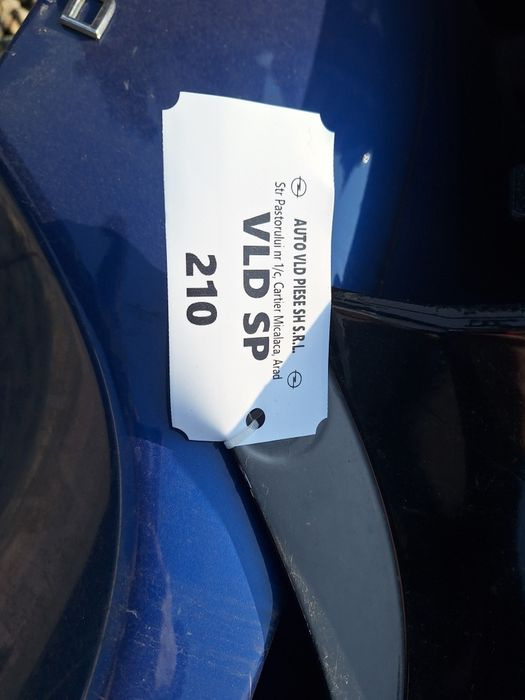 AUTO VLD PIESE SH S.R.L.
Str Pastorului nr 1/c, Cartier Micalaca, Arad
VLD SP
210